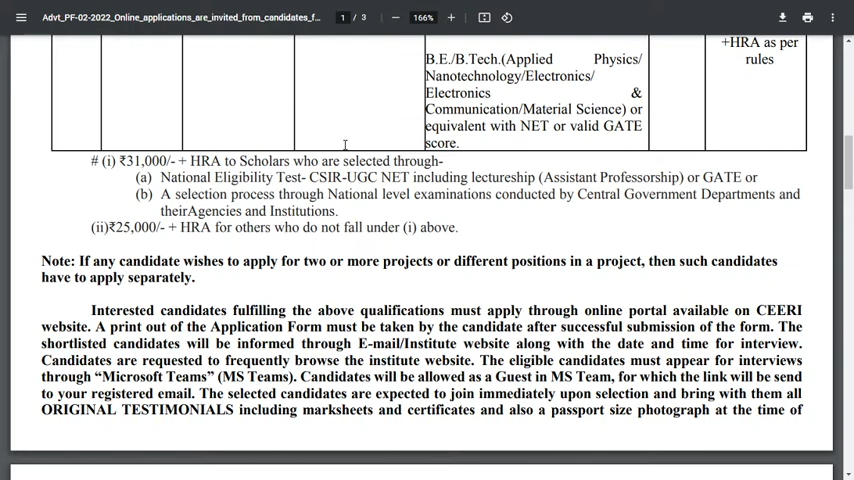 Advt_PF-02-2022_Online_applications_are_invited_from_candidates_f...
1 / 3
166%
+HRA as per
rules
B.E./B.Tech.(Applied Physics/
Nanotechnology/Electronics/
Electronics &
Communication/Material Science) or
equivalent with NET or valid GATE
score.
# (i) ₹31,000/- + HRA to Scholars who are selected through-
(a) National Eligibility Test- CSIR-UGC NET including lectureship (Assistant Professorship) or GATE or
(b) A selection process through National level examinations conducted by Central Government Departments and
theirAgencies and Institutions.
(ii)₹25,000/- + HRA for others who do not fall under (i) above.
Note: If any candidate wishes to apply for two or more projects or different positions in a project, then such candidates
have to apply separately.
Interested candidates fulfilling the above qualifications must apply through online portal available on CEERI
website. A print out of the Application Form must be taken by the candidate after successful submission of the form. The
shortlisted candidates will be informed through E-mail/Institute website along with the date and time for interview.
Candidates are requested to frequently browse the institute website. The eligible candidates must appear for interviews
through “Microsoft Teams” (MS Teams). Candidates will be allowed as a Guest in MS Team, for which the link will be send
to your registered email. The selected candidates are expected to join immediately upon selection and bring with them all
ORIGINAL TESTIMONIALS including marksheets and certificates and also a passport size photograph at the time of